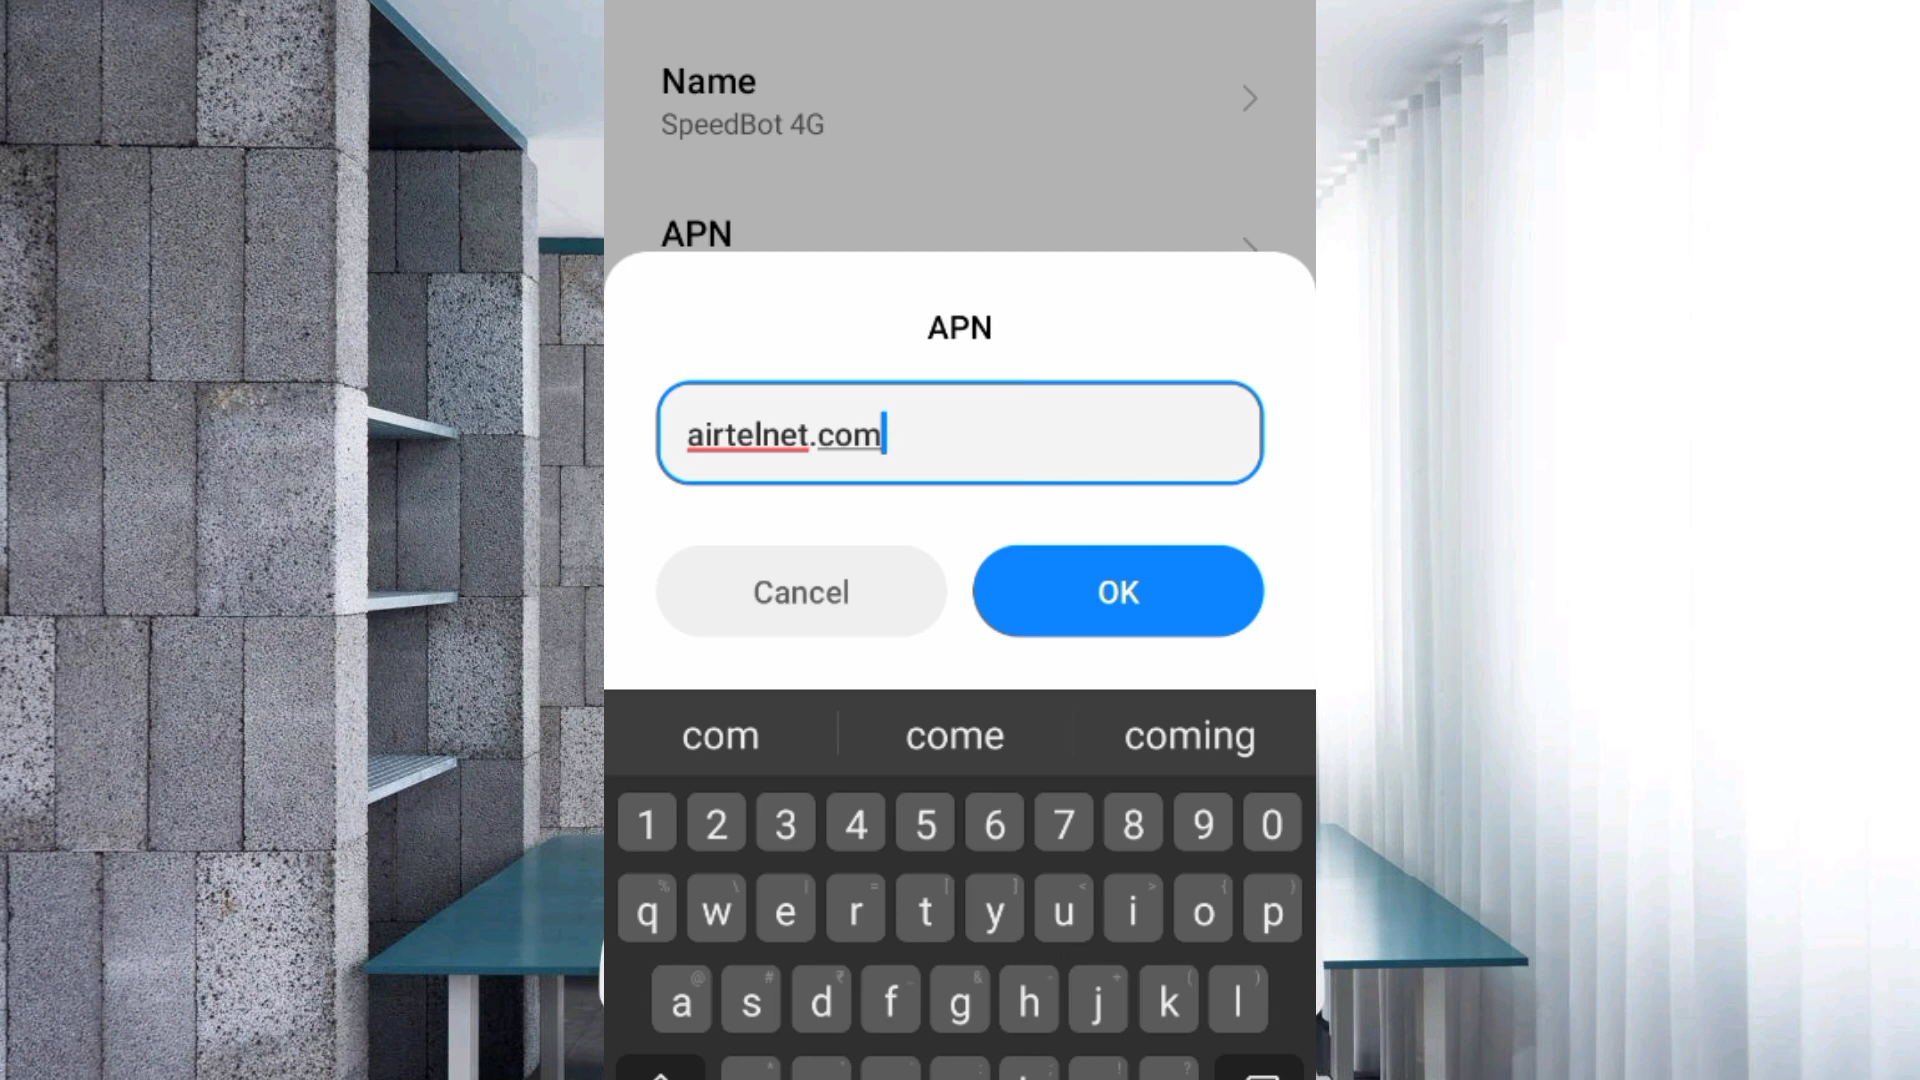 Name
SpeedBot 4G
APN
APN
airtelnet.com
Cancel OK
com come coming
1 2 3 4 5 6 7 8 9 0
% \ | = [ ] < > { }
q w e r t y u i o p
@ # ₹ _ & - + ( )
a s d f g h j k l